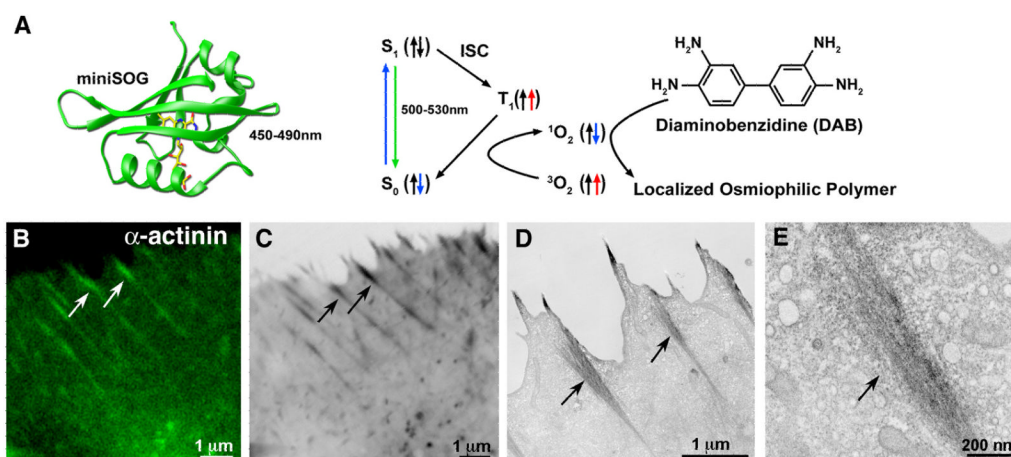 A
miniSOG
450-490nm
S₁ (↑↓)
ISC
500-530nm
T₁(↑↑)
S₀ (↑↓)
¹O₂ (↑↓)
³O₂ (↑↑)
NH₂
H₂N
NH₂
H₂N
NH₂
Diaminobenzidine (DAB)
Localized Osmiophilic Polymer
B
α-actinin
1 μm
C
1 μm
D
1 μm
E
200 nm